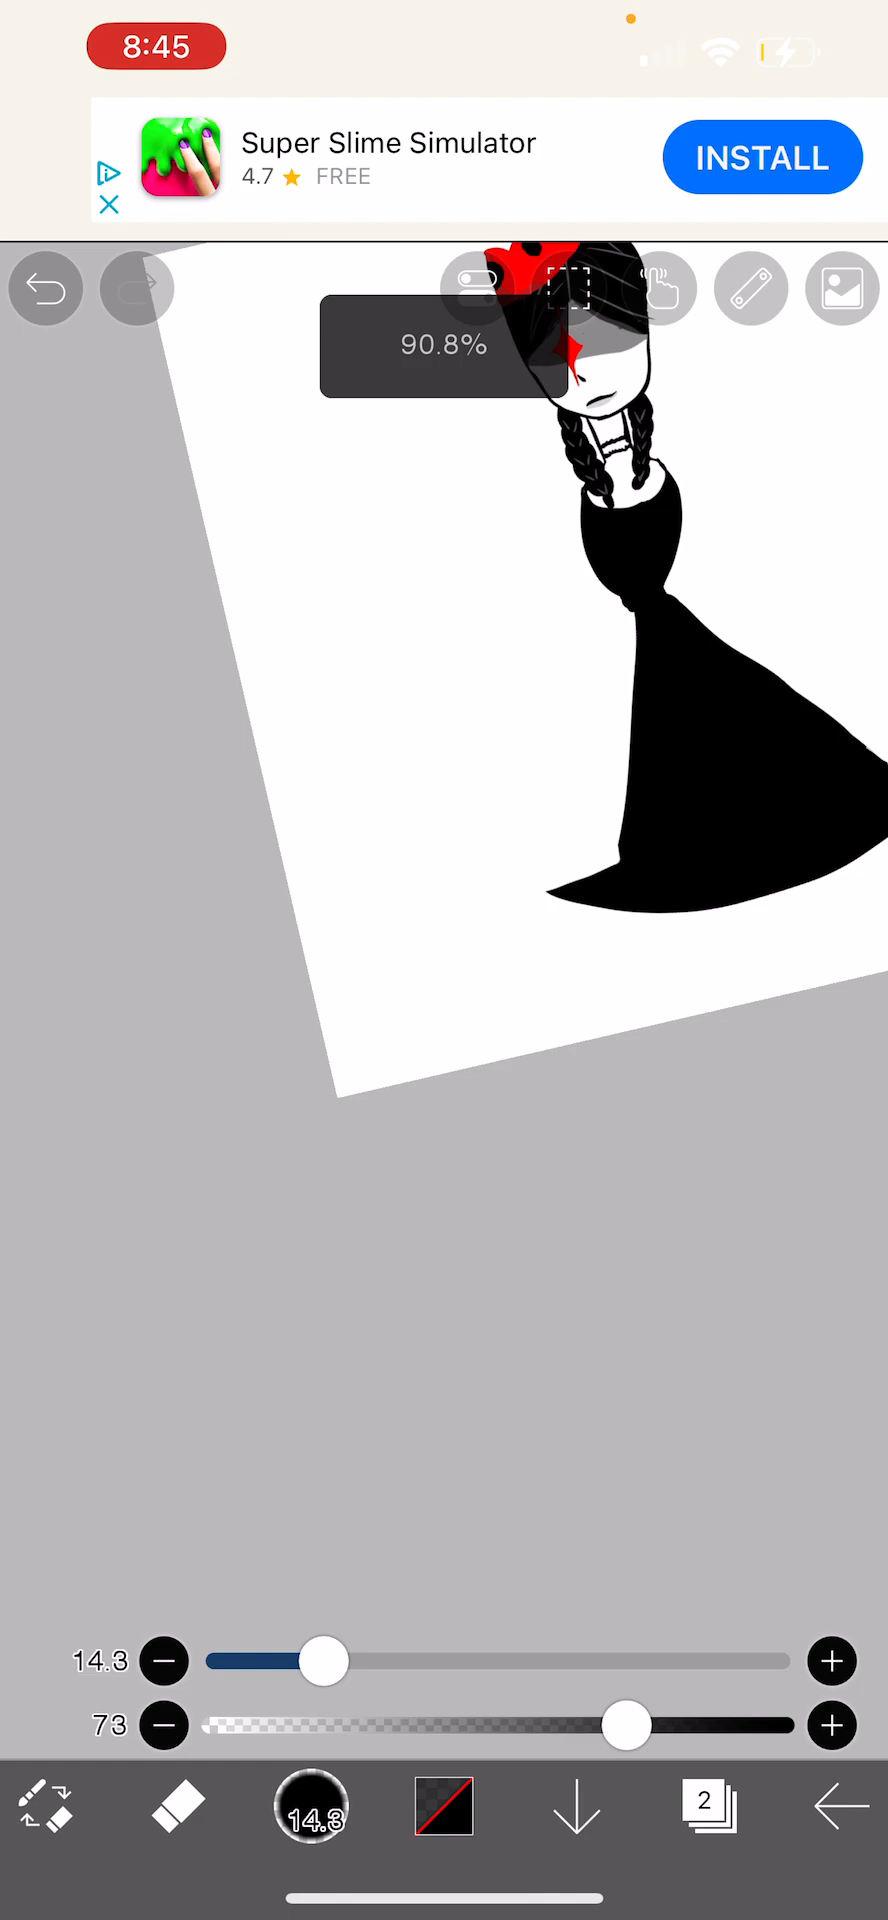 8:45
Super Slime Simulator
4.7 FREE
INSTALL
90.8%
14.3
73
14.3
2